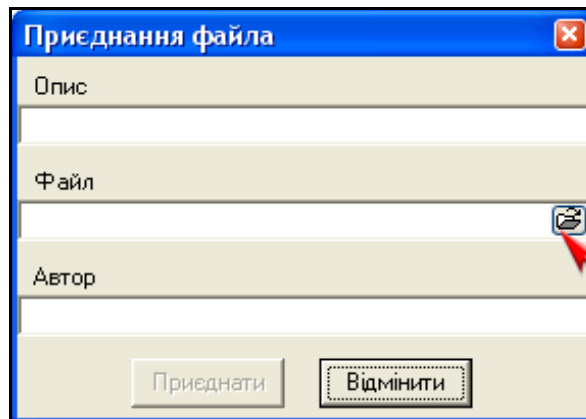 Приєднання файла
Опис
Файл
Автор
Приєднати Відмінити